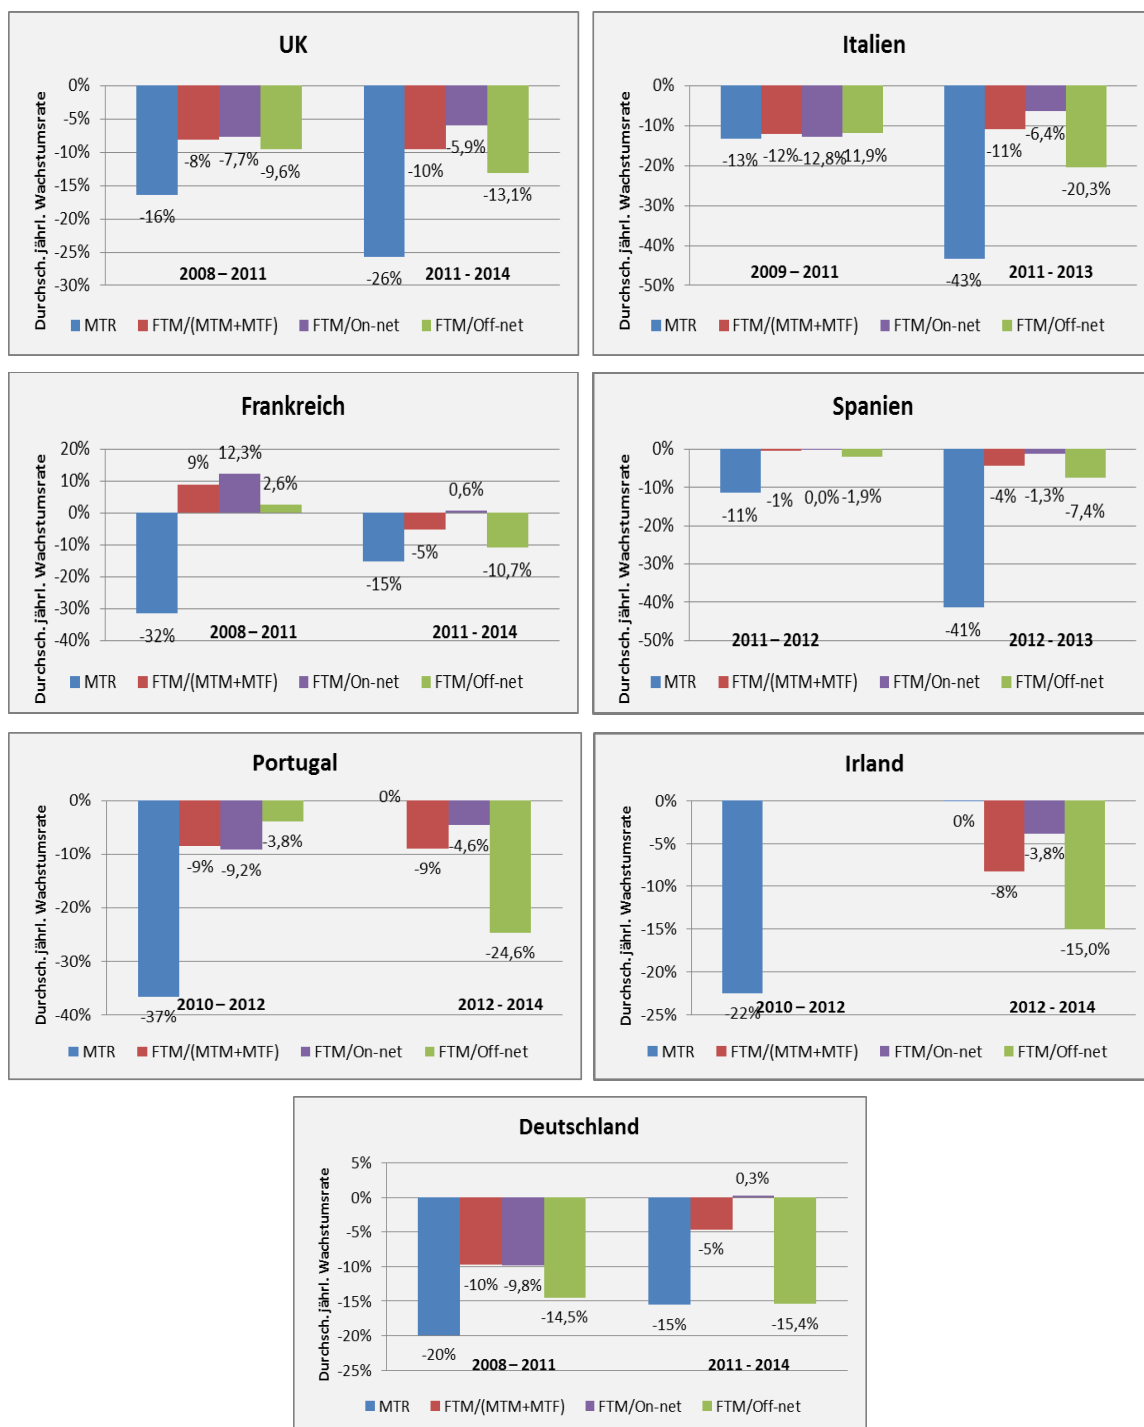 UK
Durchsch. jährl. Wachstumsrate
0%
-5%
-10%
-15%
-20%
-25%
-30%
-16%
-8%
-7,7%
-9,6%
-26%
-10%
-5,9%
-13,1%
2008 – 2011
2011 - 2014
MTR FTM/(MTM+MTF) FTM/On-net FTM/Off-net
Italien
Durchsch. jährl. Wachstumsrate
0%
-10%
-20%
-30%
-40%
-50%
-13%
-12%
-12,8%
-11,9%
-43%
-11%
-6,4%
-20,3%
2009 – 2011
2011 - 2013
MTR FTM/(MTM+MTF) FTM/On-net FTM/Off-net
Frankreich
Durchsch. jährl. Wachstumsrate
20%
10%
0%
-10%
-20%
-30%
-40%
-32%
9%
12,3%
2,6%
-15%
-5%
0,6%
-10,7%
2008 – 2011
2011 - 2014
MTR FTM/(MTM+MTF) FTM/On-net FTM/Off-net
Spanien
Durchsch. jährl. Wachstumsrate
0%
-10%
-20%
-30%
-40%
-50%
-11%
-1%
0,0%
-1,9%
-41%
-4%
-1,3%
-7,4%
2011 – 2012
2012 - 2013
MTR FTM/(MTM+MTF) FTM/On-net FTM/Off-net
Portugal
Durchsch. jährl. Wachstumsrate
0%
-10%
-20%
-30%
-40%
-37%
-9%
-9,2%
-3,8%
0%
-9%
-4,6%
-24,6%
2010 – 2012
2012 - 2014
MTR FTM/(MTM+MTF) FTM/On-net FTM/Off-net
Irland
Durchsch. jährl. Wachstumsrate
0%
-5%
-10%
-15%
-20%
-25%
-22%
0%
-8%
-3,8%
-15,0%
2010 – 2012
2012 - 2014
MTR FTM/(MTM+MTF) FTM/On-net FTM/Off-net
Deutschland
Durchsch. jährl. Wachstumsrate
5%
0%
-5%
-10%
-15%
-20%
-25%
-20%
-10%
-9,8%
-14,5%
-15%
-5%
0,3%
-15,4%
2008 – 2011
2011 - 2014
MTR FTM/(MTM+MTF) FTM/On-net FTM/Off-net